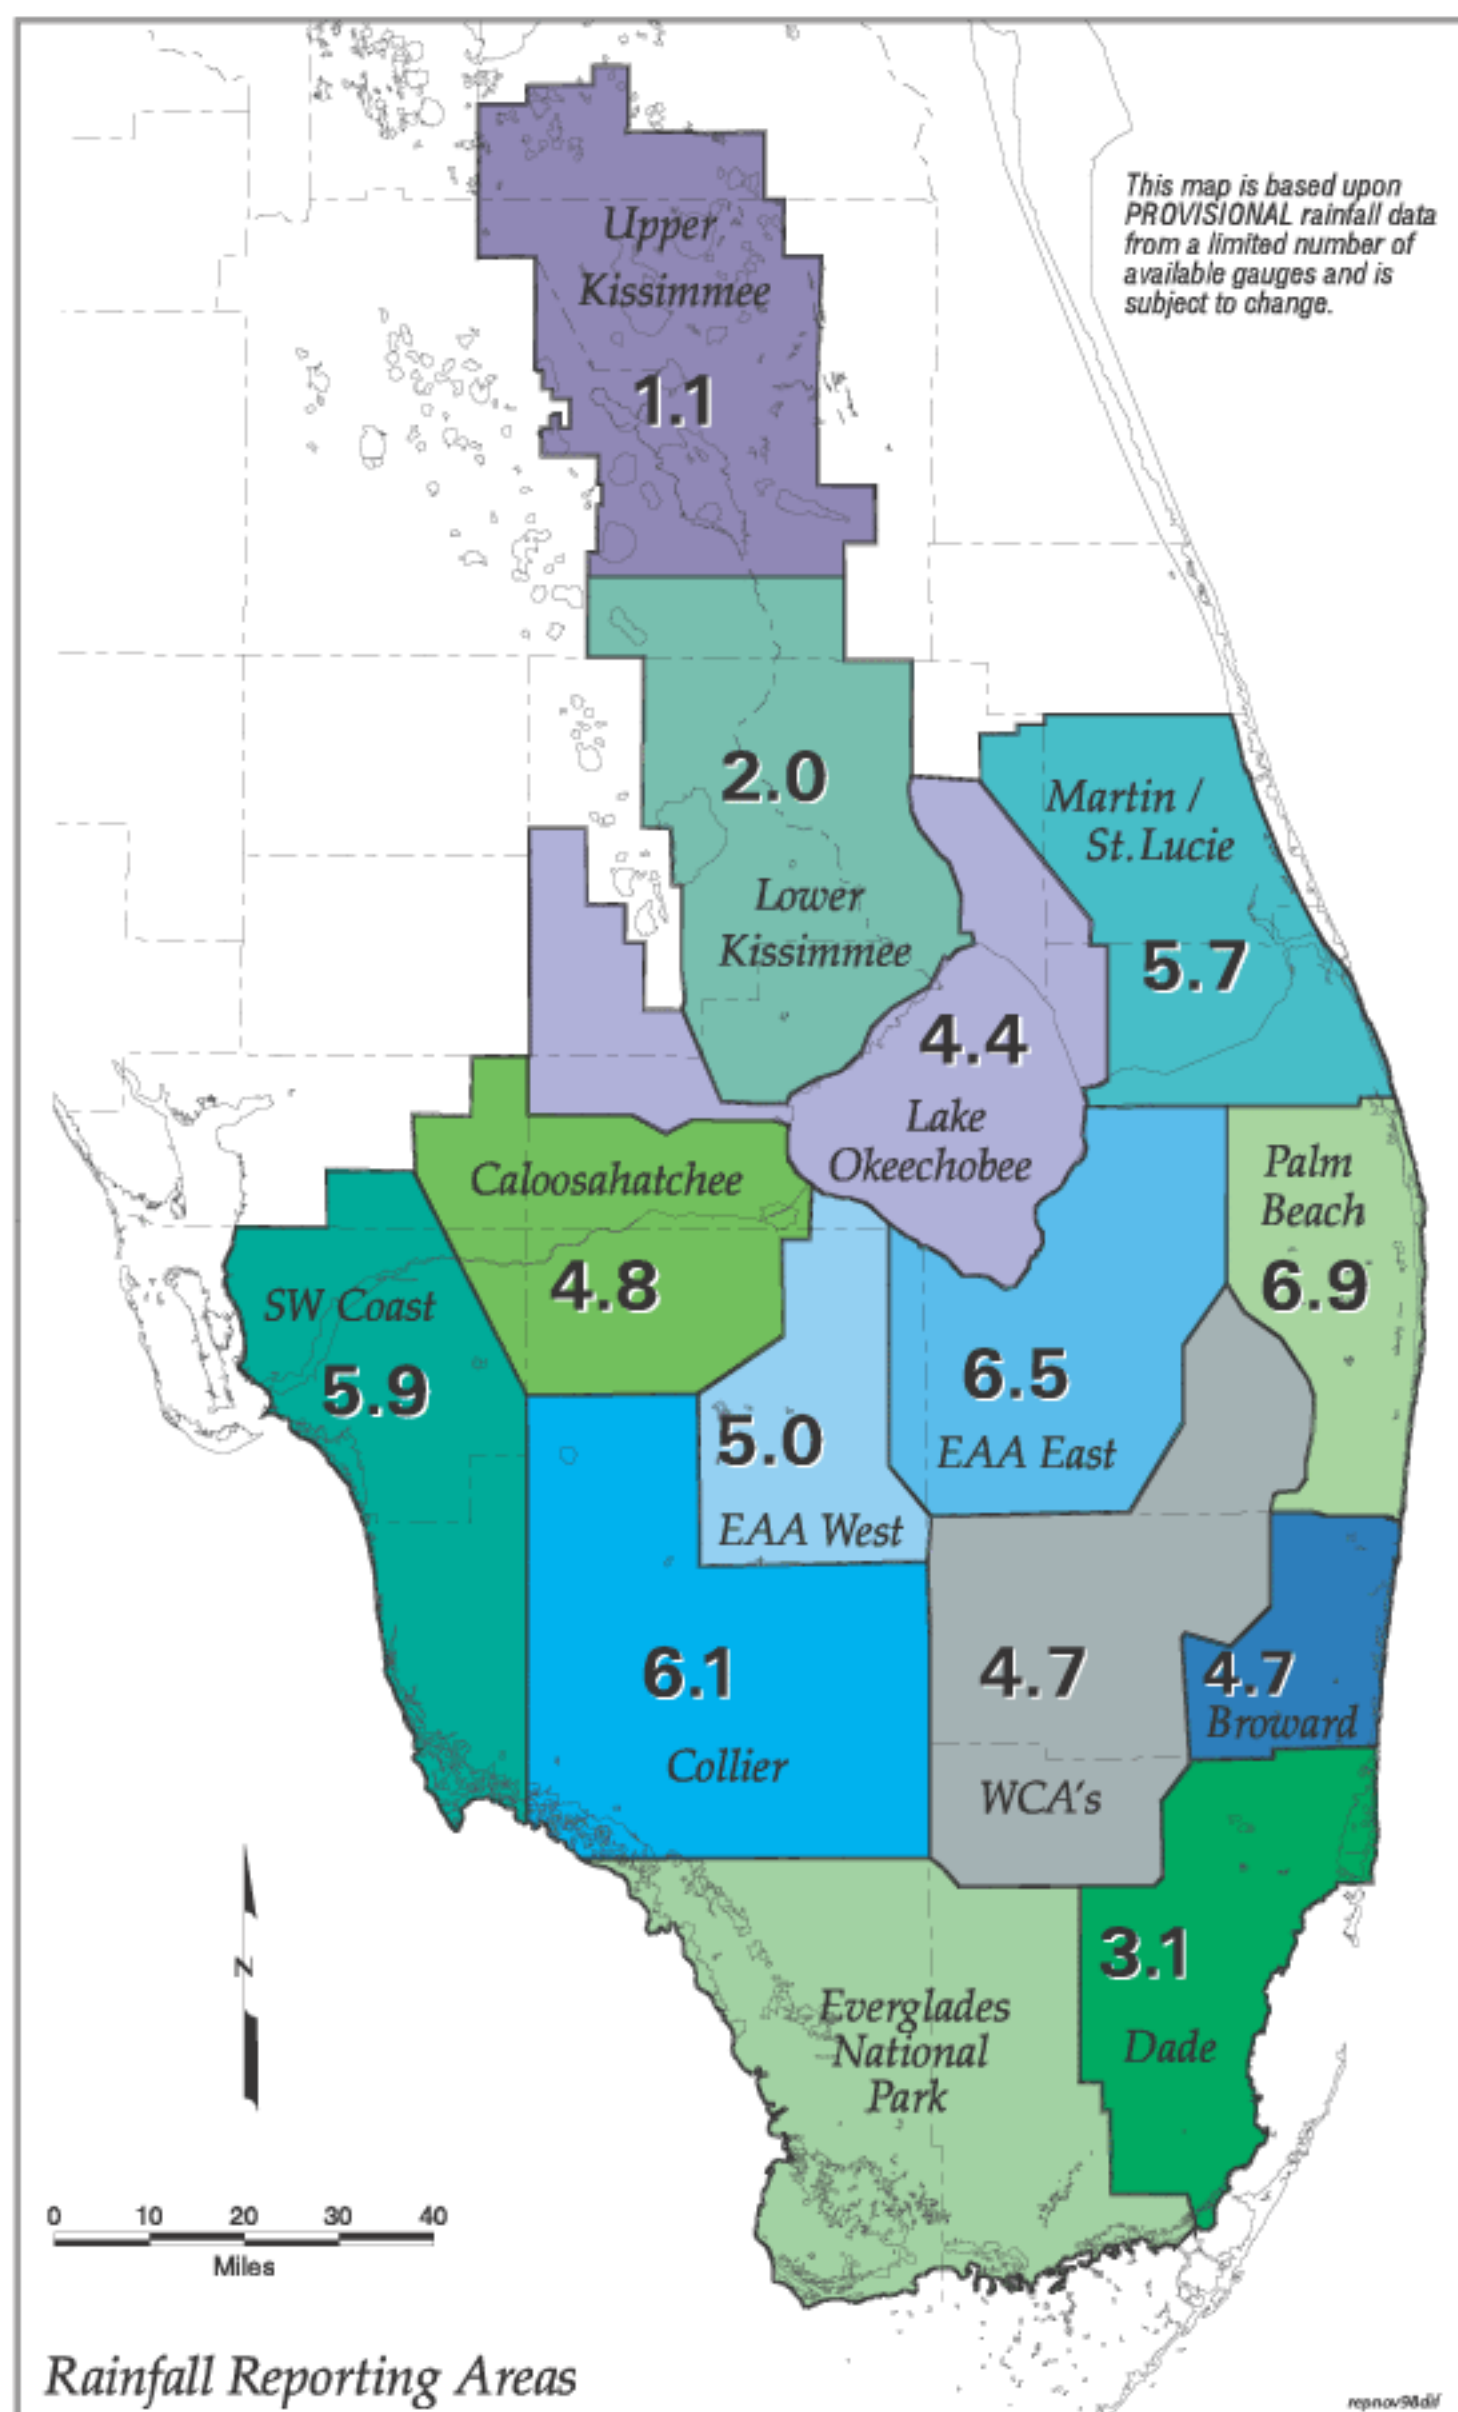 This map is based upon
PROVISIONAL rainfall data
from a limited number of
available gauges and is
subject to change.
Upper
Kissimmee
1.1
2.0
Lower
Kissimmee
Martin /
St.Lucie
5.7
4.4
Lake
Okeechobee
Caloosahatchee
4.8
Palm
Beach
6.9
SW Coast
5.9
6.5
EAA East
5.0
EAA West
6.1
Collier
4.7
WCA's
4.7
Broward
3.1
Dade
Everglades
National
Park
N
0 10 20 30 40
Miles
Rainfall Reporting Areas
repnov98dif